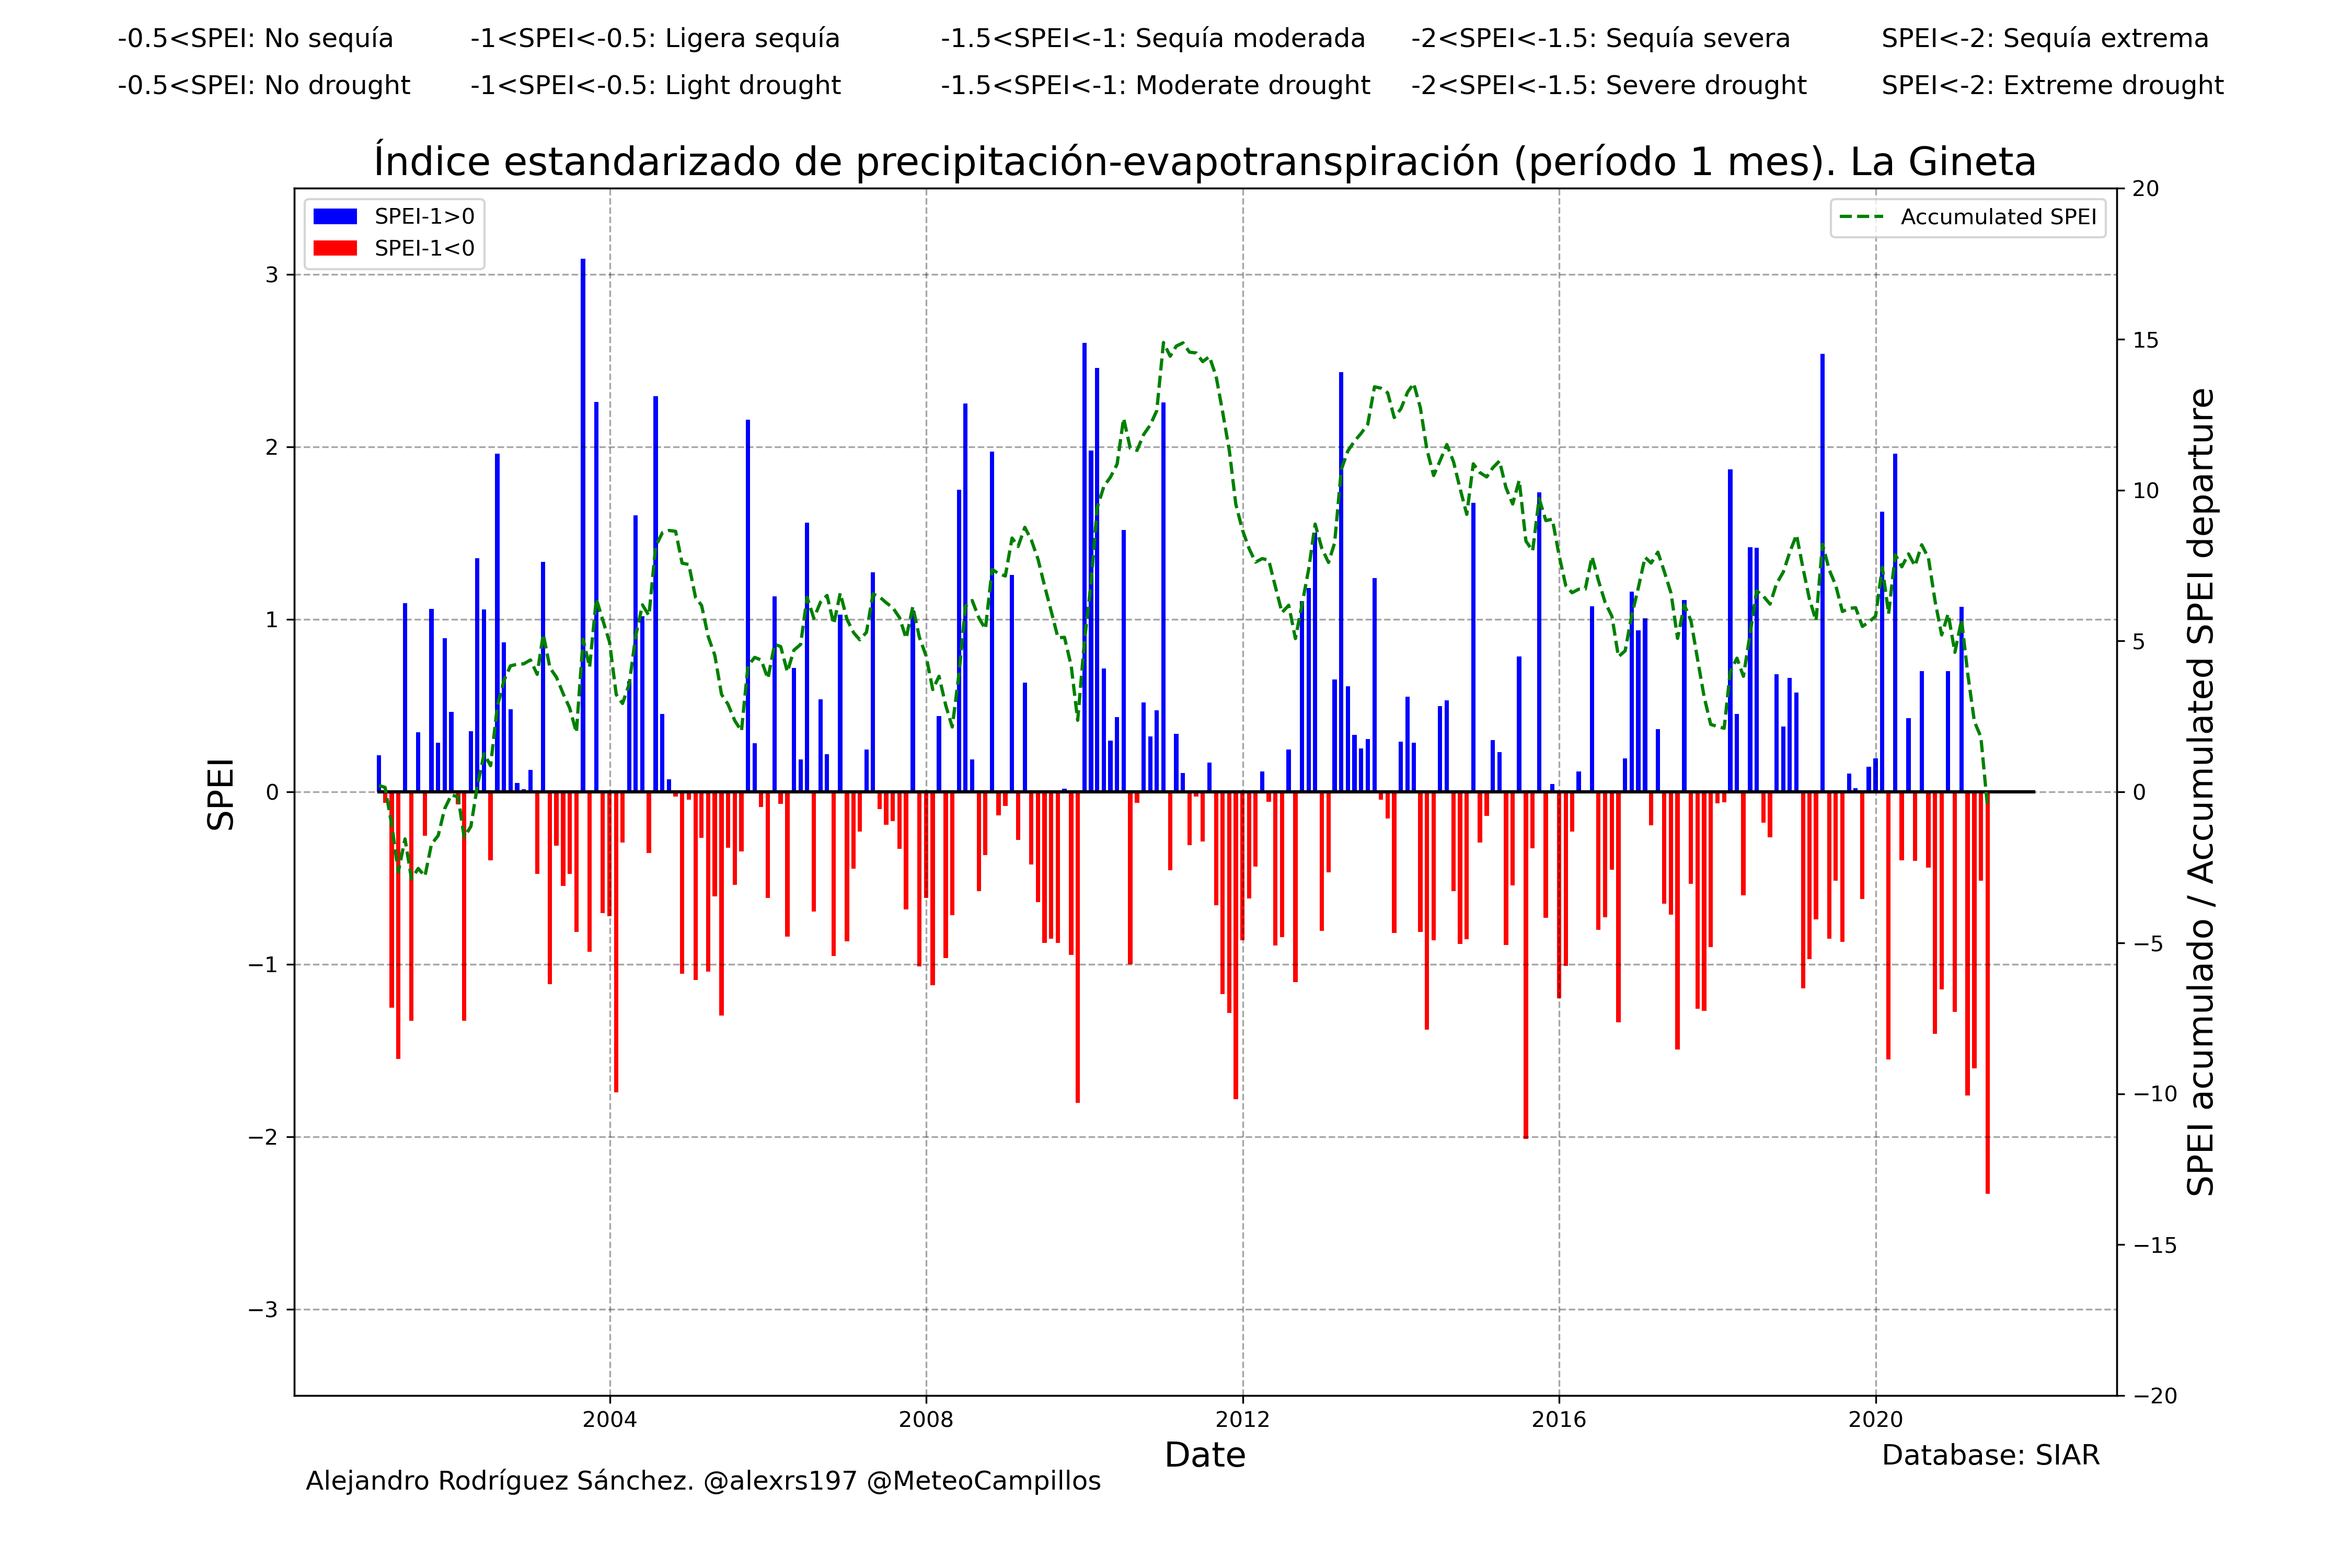 -0.5<SPEI: No sequía -1<SPEI<-0.5: Ligera sequía -1.5<SPEI<-1: Sequía moderada -2<SPEI<-1.5: Sequía severa SPEI<-2: Sequía extrema
-0.5<SPEI: No drought -1<SPEI<-0.5: Light drought -1.5<SPEI<-1: Moderate drought -2<SPEI<-1.5: Severe drought SPEI<-2: Extreme drought
Índice estandarizado de precipitación-evapotranspiración (período 1 mes). La Gineta
SPEI-1>0
SPEI-1<0
Accumulated SPEI
SPEI
3
2
1
0
−1
−2
−3
20
15
10
5
0
−5
−10
−15
−20
SPEI acumulado / Accumulated SPEI departure
2004 2008 2012 2016 2020
Date
Database: SIAR
Alejandro Rodríguez Sánchez. @alexrs197 @MeteoCampillos